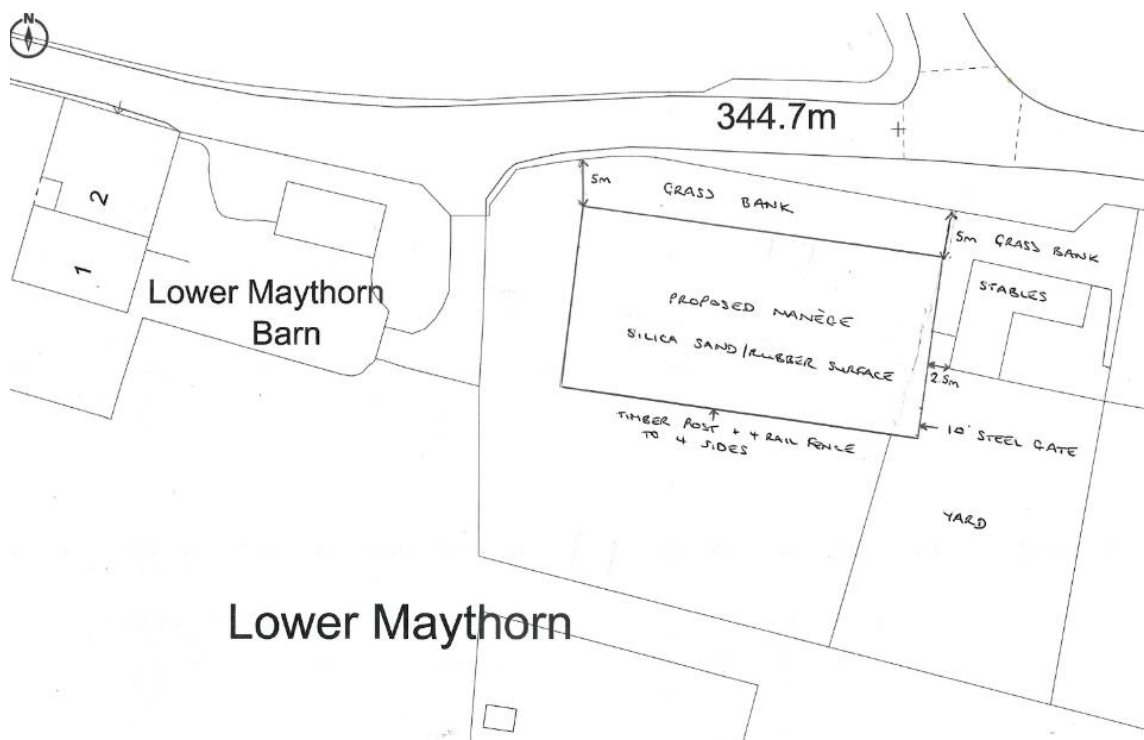 N
344.7m
5m
GRASS BANK
5m GRASS BANK
2
1
STABLES
Lower Maythorn
Barn
PROPOSED MANÈGE
SILICA SAND/RUBBER SURFACE
2.5m
TIMBER POST + 4 RAIL FENCE
TO 4 SIDES
10' STEEL GATE
YARD
Lower Maythorn